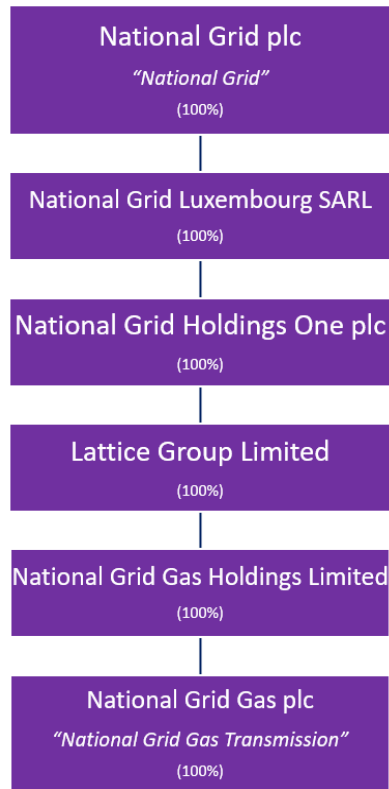 National Grid plc
“National Grid”
(100%)
National Grid Luxembourg SARL
(100%)
National Grid Holdings One plc
(100%)
Lattice Group Limited
(100%)
National Grid Gas Holdings Limited
(100%)
National Grid Gas plc
“National Grid Gas Transmission”
(100%)